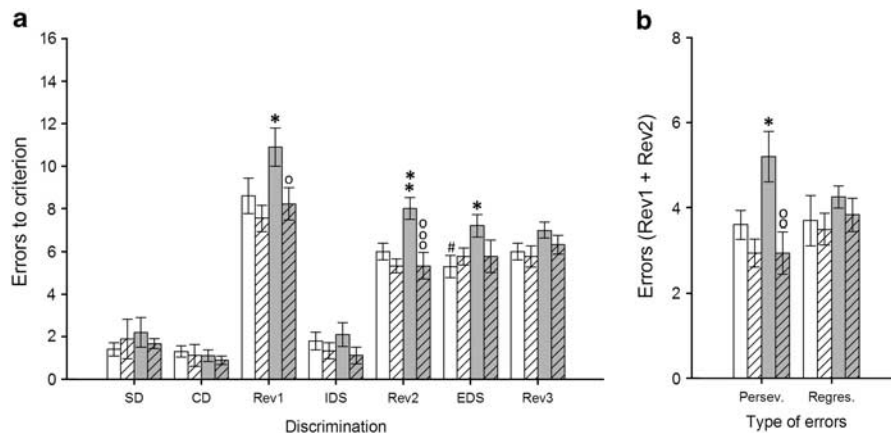 a
16
14
12
10
8
6
4
2
0
Errors to criterion
*
o
*
*
o
o
o
#
*
SD CD Rev1 IDS Rev2 EDS Rev3
Discrimination
b
8
6
4
2
0
Errors (Rev1 + Rev2)
*
o
o
Persev. Regres.
Type of errors